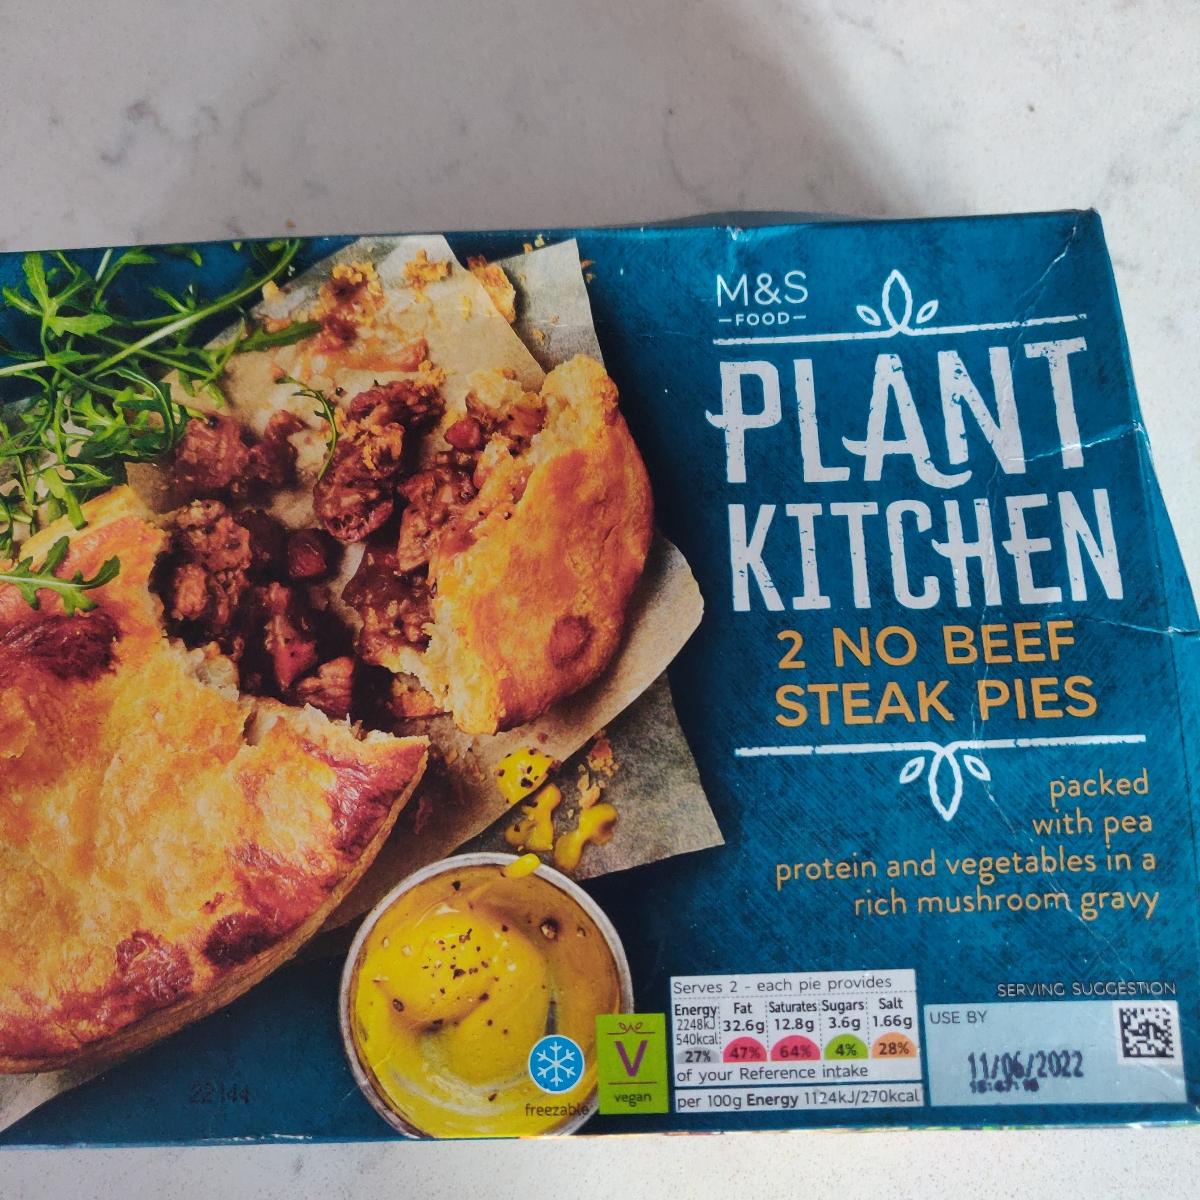 M&S
FOOD
PLANT
KITCHEN
2 NO BEEF
STEAK PIES
packed
with pea
protein and vegetables in a
rich mushroom gravy
SERVING SUGGESTION
Serves 2 - each pie provides
Energy Fat Saturates Sugars Salt
2248kJ 32.6g 12.8g 3.6g 1.66g
540kcal
27% 47% 64% 4% 28%
of your Reference intake
per 100g Energy 1124kJ/270kcal
USE BY
11/06/2022
V
vegan
freezable
22144